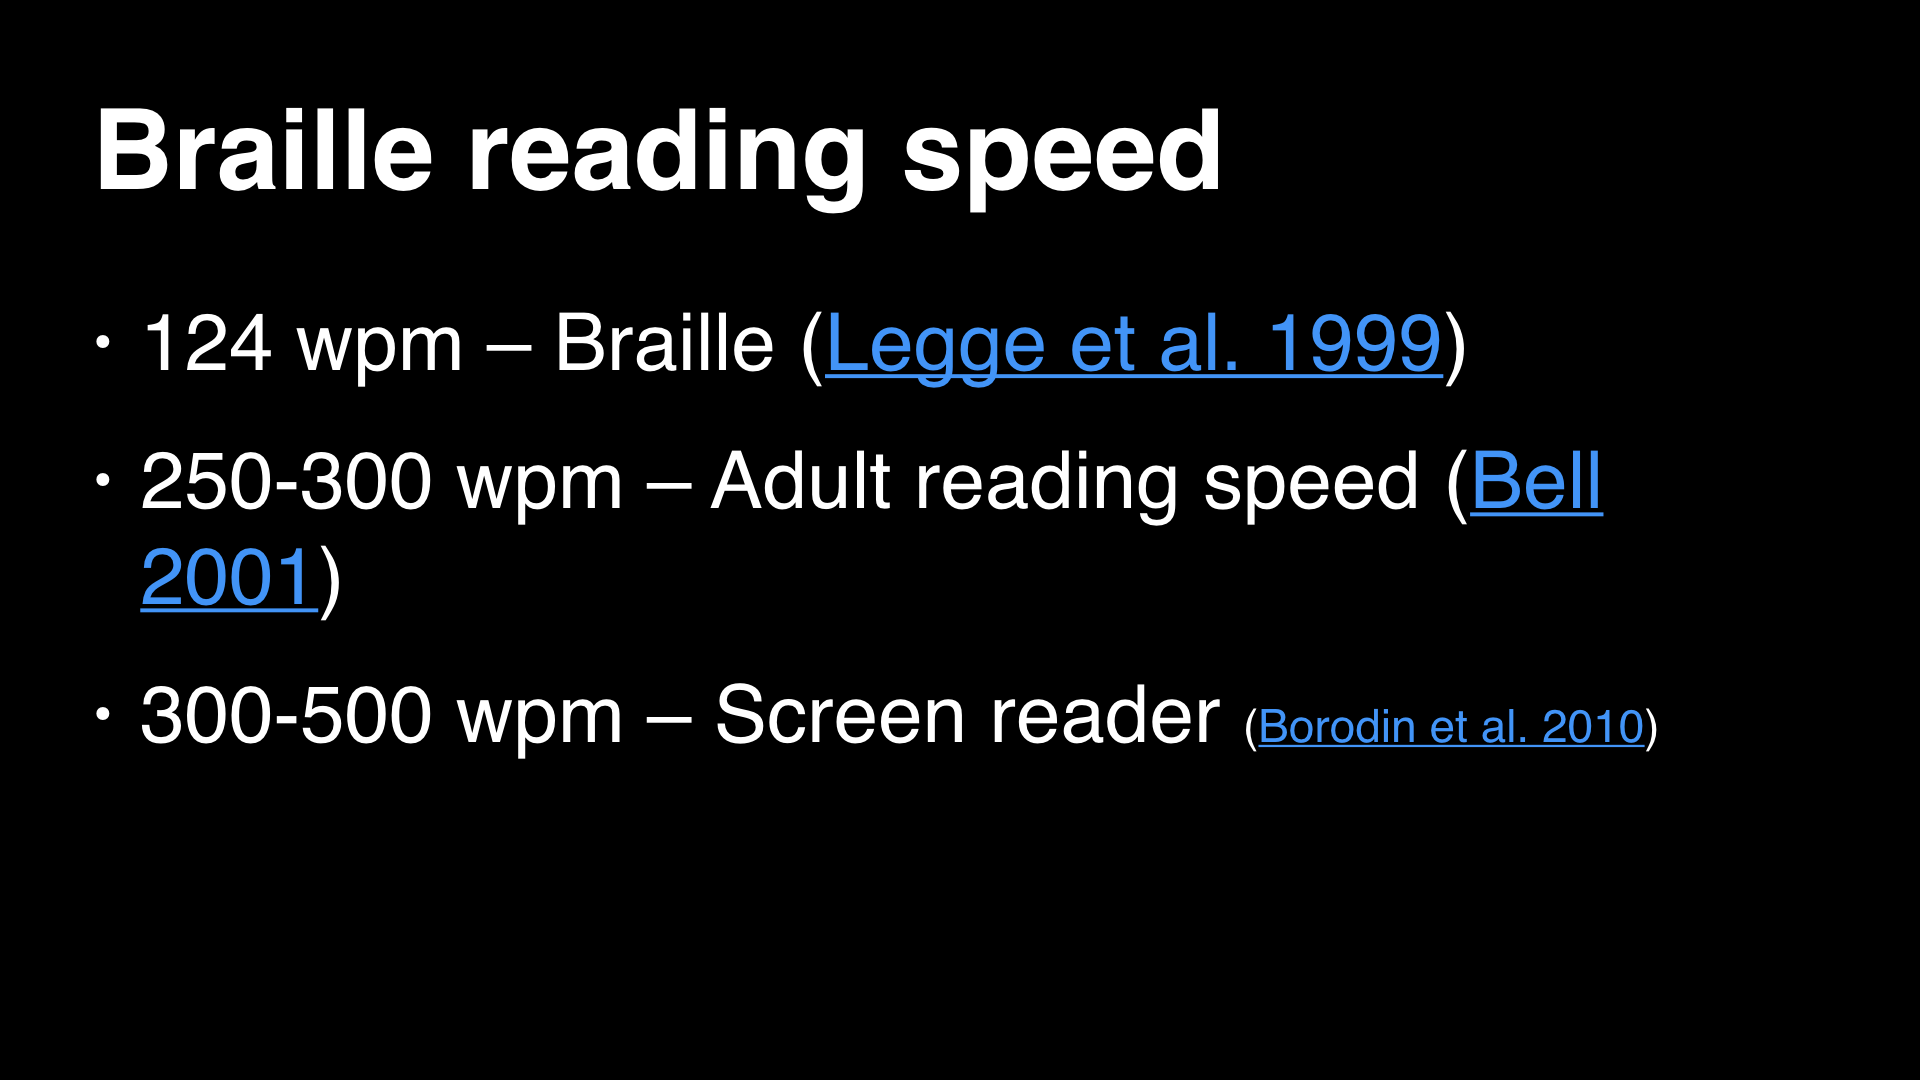 Braille reading speed
• 124 wpm – Braille (Legge et al. 1999)
• 250-300 wpm – Adult reading speed (Bell
2001)
• 300-500 wpm – Screen reader (Borodin et al. 2010)